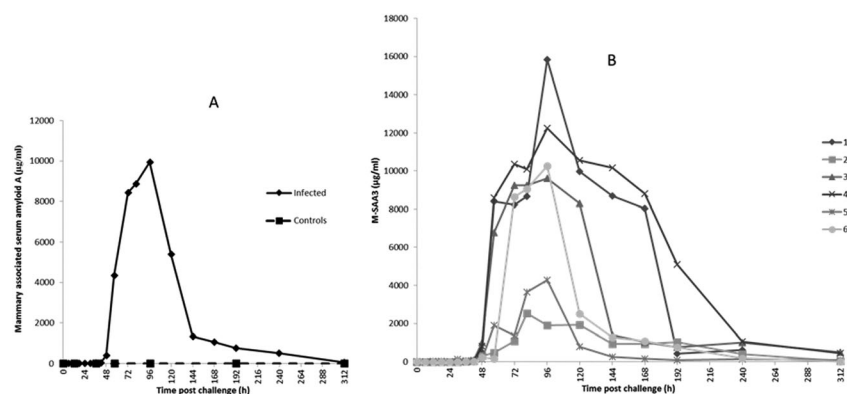 A
Mammary associated serum amyloid A (µg/ml)
12000
10000
8000
6000
4000
2000
0
Infected
Controls
0 24 48 72 96 120 144 168 192 216 240 264 288 312
Time post challenge (h)
B
M-SAA3 (µg/ml)
18000
16000
14000
12000
10000
8000
6000
4000
2000
0
1
2
3
4
5
6
0 24 48 72 96 120 144 168 192 240 264 288 312
Time post challenge (h)